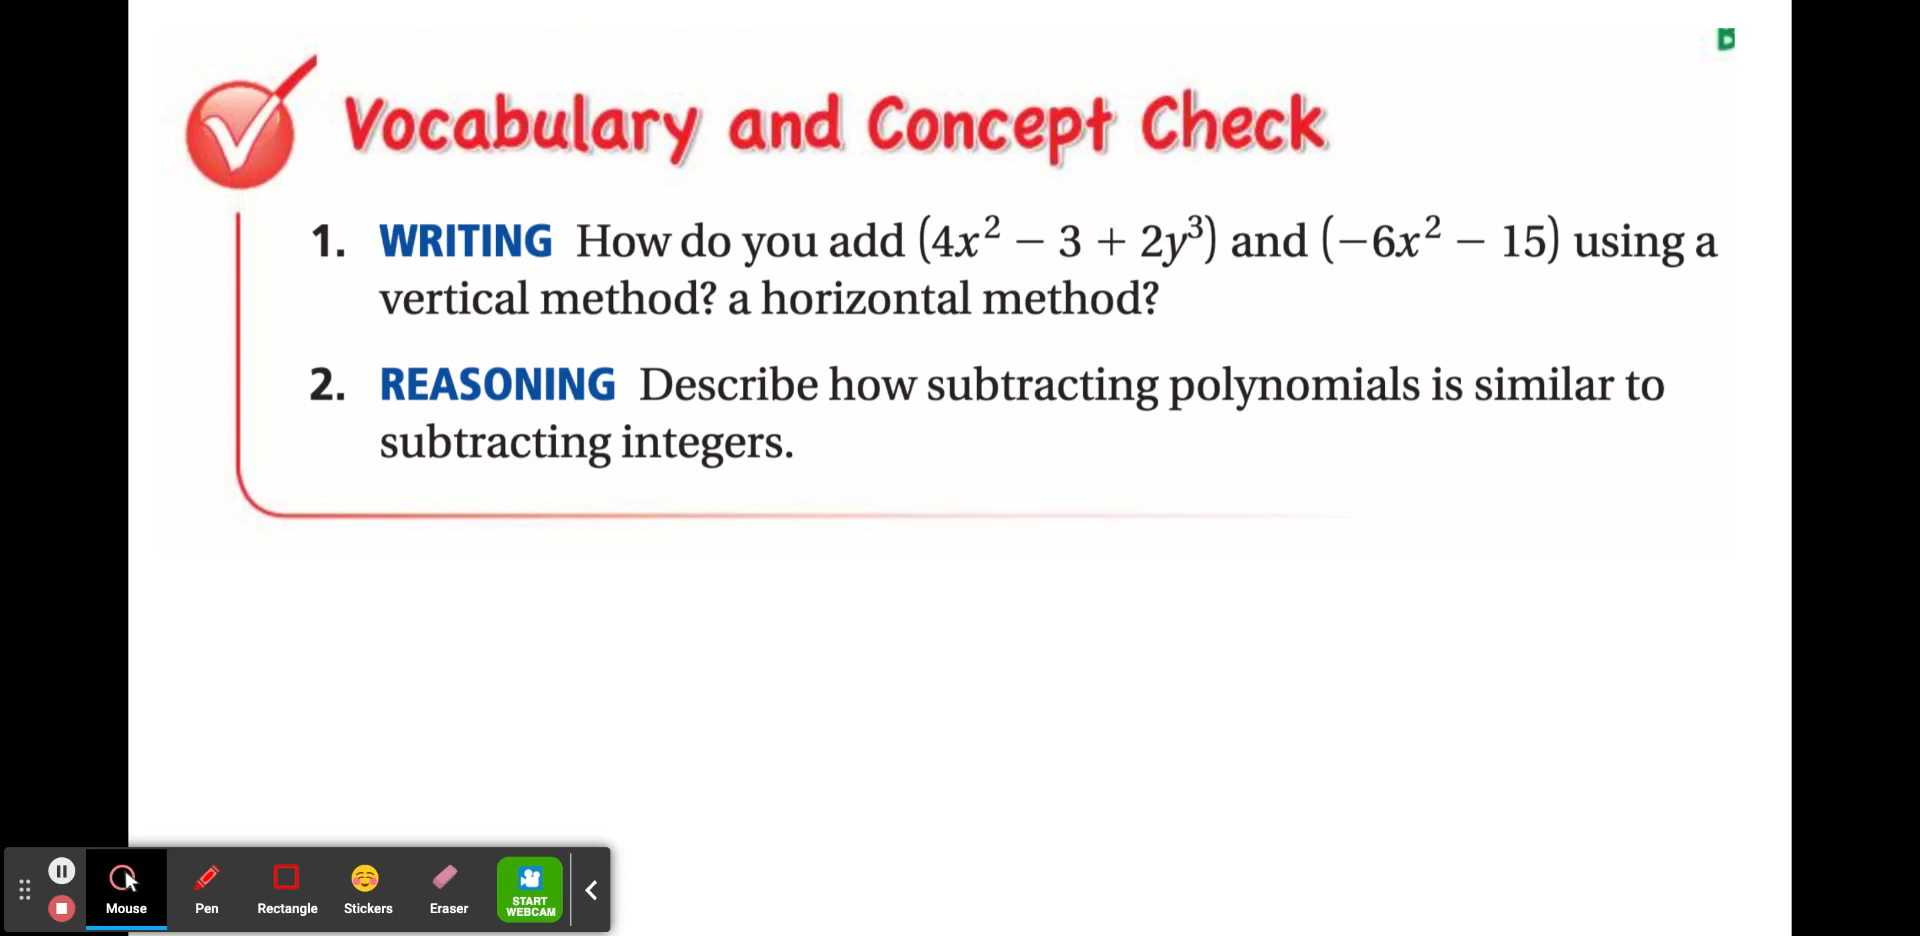 Vocabulary and Concept Check
1. WRITING How do you add (4x² − 3 + 2y³) and (−6x² − 15) using a
vertical method? a horizontal method?
2. REASONING Describe how subtracting polynomials is similar to
subtracting integers.
Mouse Pen Rectangle Stickers Eraser START
WEBCAM